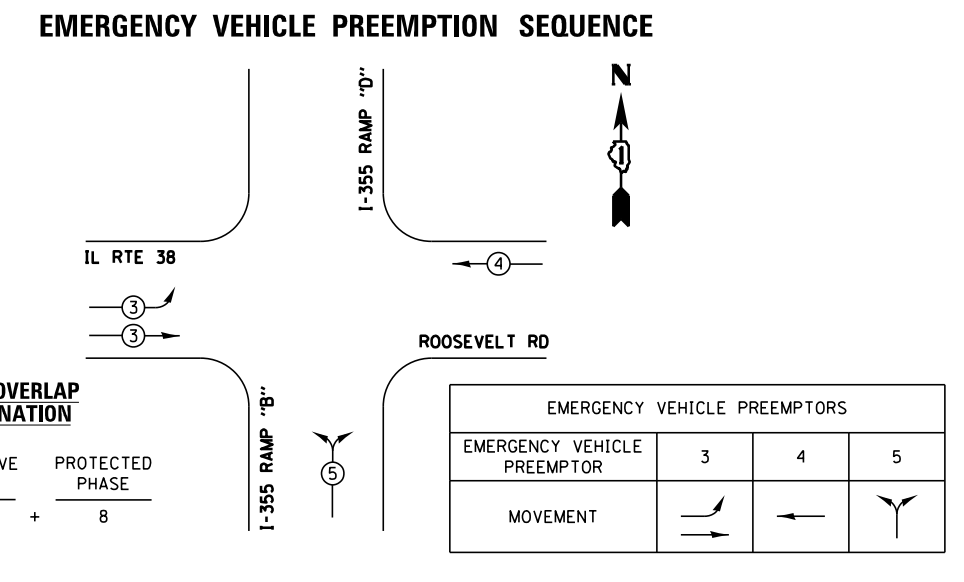 EMERGENCY VEHICLE PREEMPTION SEQUENCE
I-355 RAMP "D"
N
1
IL RTE 38
4
3
3
ROOSEVELT RD
OVERLAP
NATION
VE PROTECTED
PHASE
+ 8
I-355 RAMP "B"
5
EMERGENCY VEHICLE PREEMPTORS
EMERGENCY VEHICLE
PREEMPTOR
3 4 5
MOVEMENT